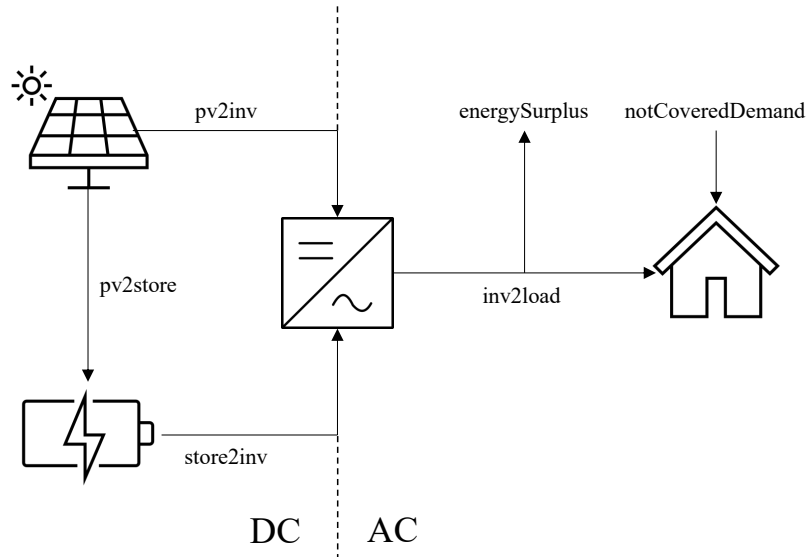 pv2inv
energySurplus
notCoveredDemand
pv2store
inv2load
store2inv
DC
AC